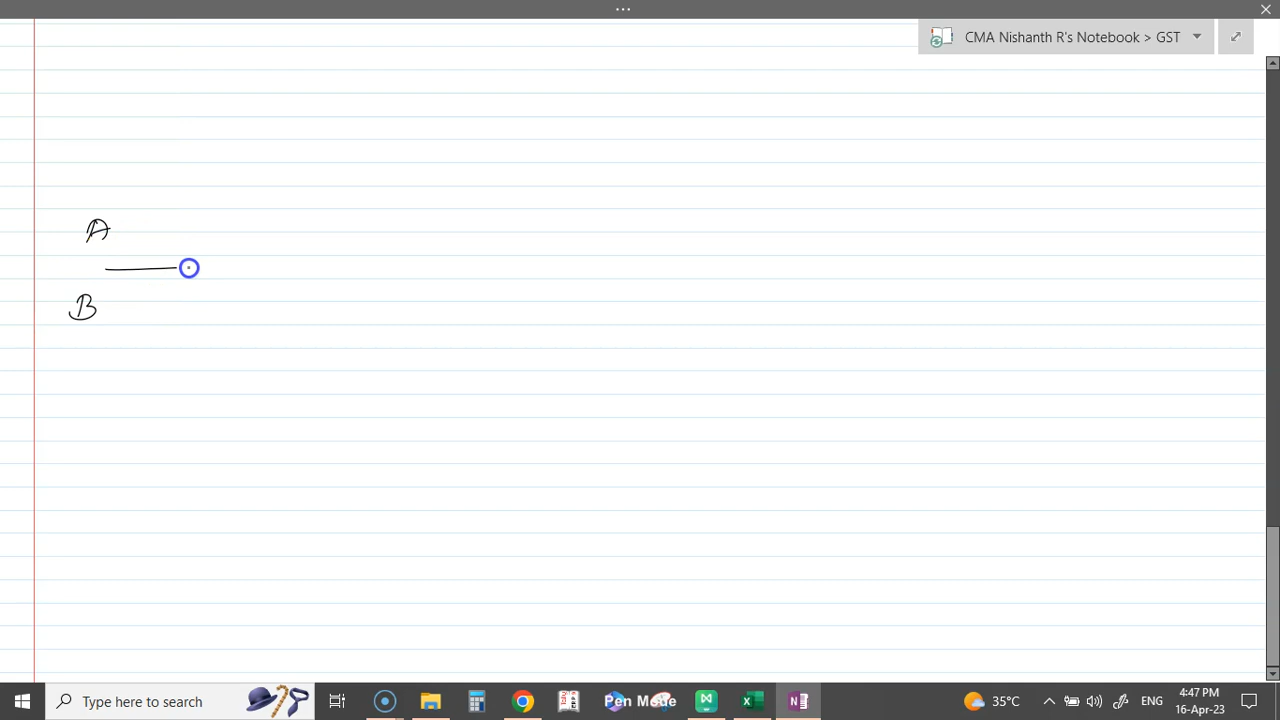 CMA Nishanth R's Notebook > GST
A
B
Type here to search
Pen Mode
35°C
ENG
4:47 PM
16-Apr-23